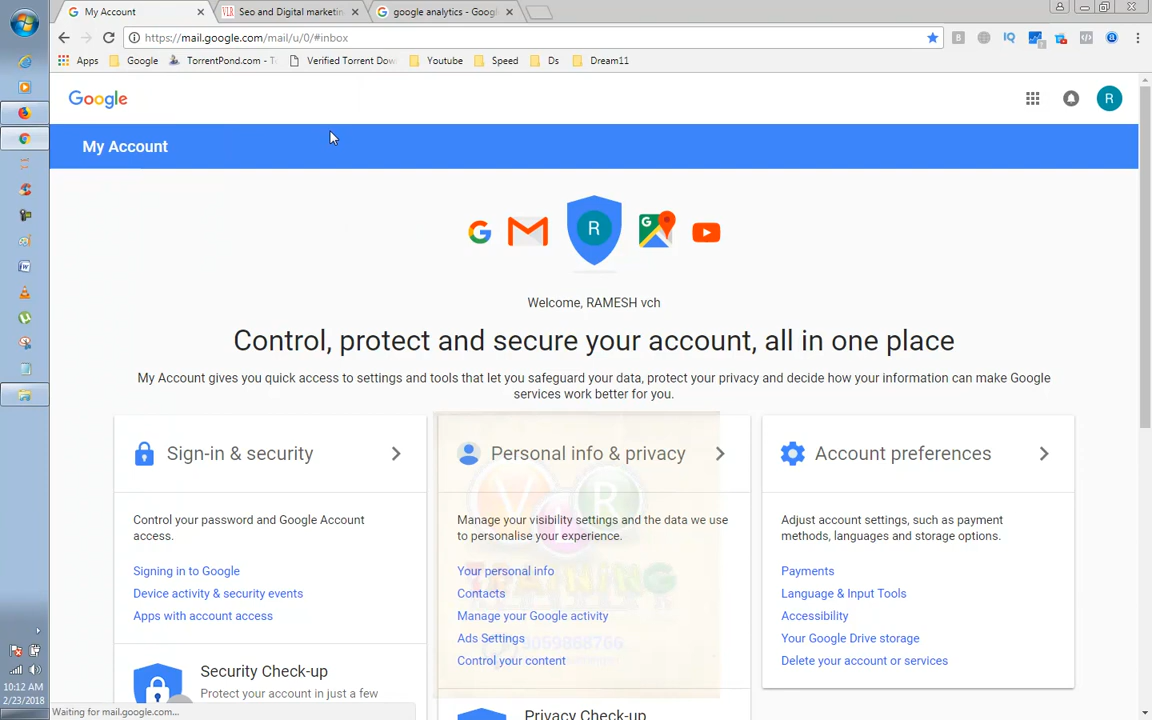 My Account
VLR Seo and Digital marketin
google analytics - Googl
https://mail.google.com/mail/u/0/#inbox
Apps Google TorrentPond.com - T Verified Torrent Dow Youtube Speed Ds Dream11
Google
R
My Account
R
Welcome, RAMESH vch
Control, protect and secure your account, all in one place
My Account gives you quick access to settings and tools that let you safeguard your data, protect your privacy and decide how your information can make Google
services work better for you.
Sign-in & security
Control your password and Google Account
access.
Signing in to Google
Device activity & security events
Apps with account access
Security Check-up
Protect your account in just a few
Personal info & privacy
Manage your visibility settings and the data we use
to personalise your experience.
Your personal info
Contacts
Manage your Google activity
Ads Settings
Control your content
Privacy Check-up
VLR
TRAINING
Account preferences
Adjust account settings, such as payment
methods, languages and storage options.
Payments
Language & Input Tools
Accessibility
Your Google Drive storage
Delete your account or services
10:12 AM
2/23/2018
Waiting for mail.google.com...